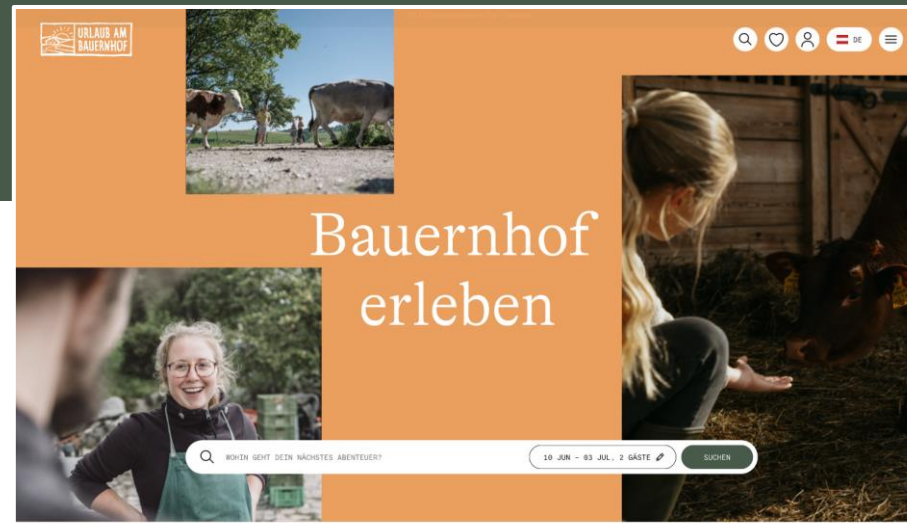 URLAUB AM
BAUERNHOF
DE
Bauernhof
erleben
WOHIN GEHT DEIN NÄCHSTES ABENTEUER?
10 JUN – 03 JUL, 2 GÄSTE
SUCHEN